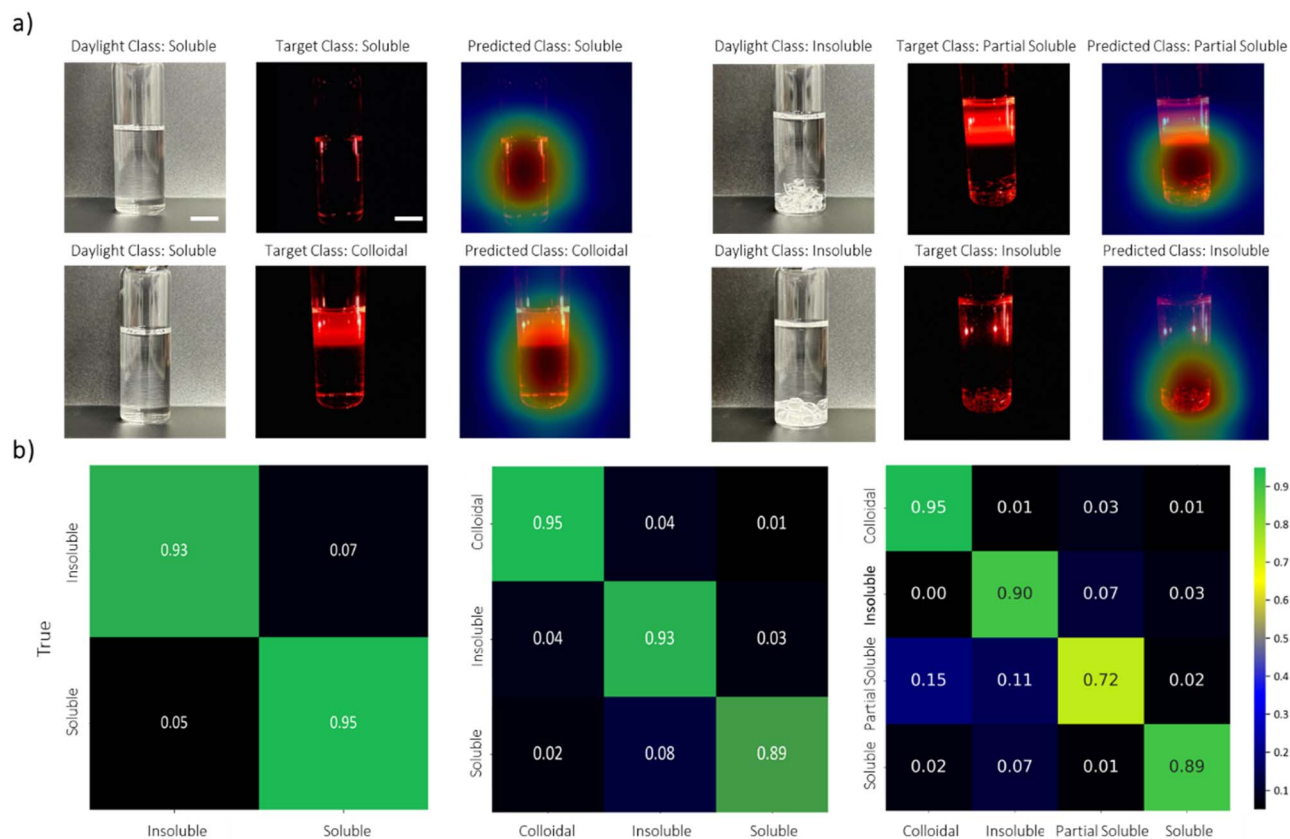 a)
Daylight Class: Soluble Target Class: Soluble Predicted Class: Soluble Daylight Class: Insoluble Target Class: Partial Soluble Predicted Class: Partial Soluble
Daylight Class: Soluble Target Class: Colloidal Predicted Class: Colloidal Daylight Class: Insoluble Target Class: Insoluble Predicted Class: Insoluble
b)
True
Insoluble 0.93 0.07
Soluble 0.05 0.95
Insoluble Soluble
Colloidal 0.95 0.04 0.01
Insoluble 0.04 0.93 0.03
Soluble 0.02 0.08 0.89
Colloidal Insoluble Soluble
Colloidal 0.95 0.01 0.03 0.01
Insoluble 0.00 0.90 0.07 0.03
Partial Soluble 0.15 0.11 0.72 0.02
Soluble 0.02 0.07 0.01 0.89
Colloidal Insoluble Partial Soluble Soluble
0.9
0.8
0.7
0.6
0.5
0.4
0.3
0.2
0.1